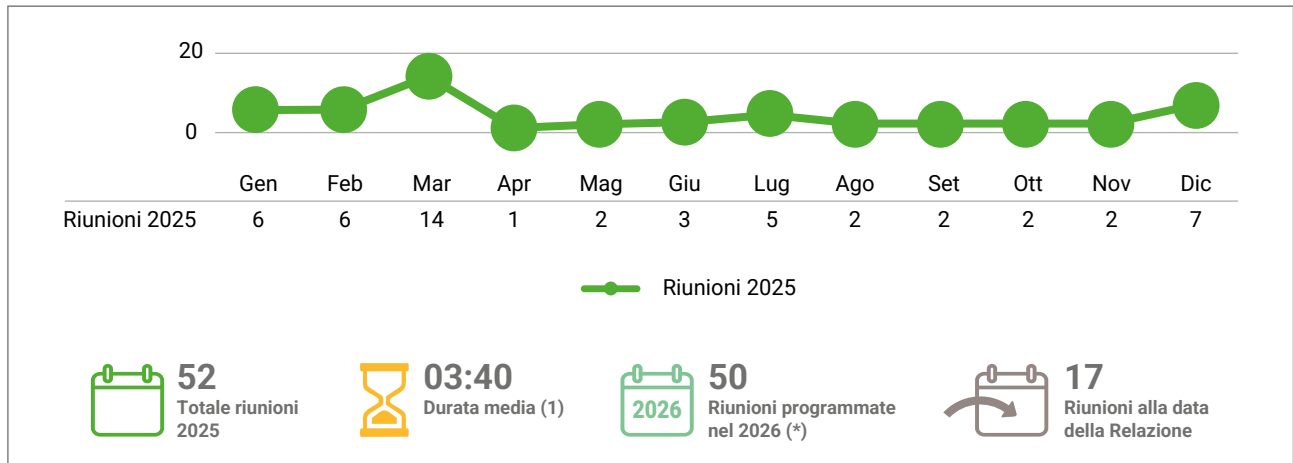 20
0
Gen Feb Mar Apr Mag Giu Lug Ago Set Ott Nov Dic
Riunioni 2025 6 6 14 1 2 3 5 2 2 2 2 7
Riunioni 2025
52
Totale riunioni
2025
03:40
Durata media (1)
2026
50
Riunioni programmate
nel 2026 (*)
17
Riunioni alla data
della Relazione